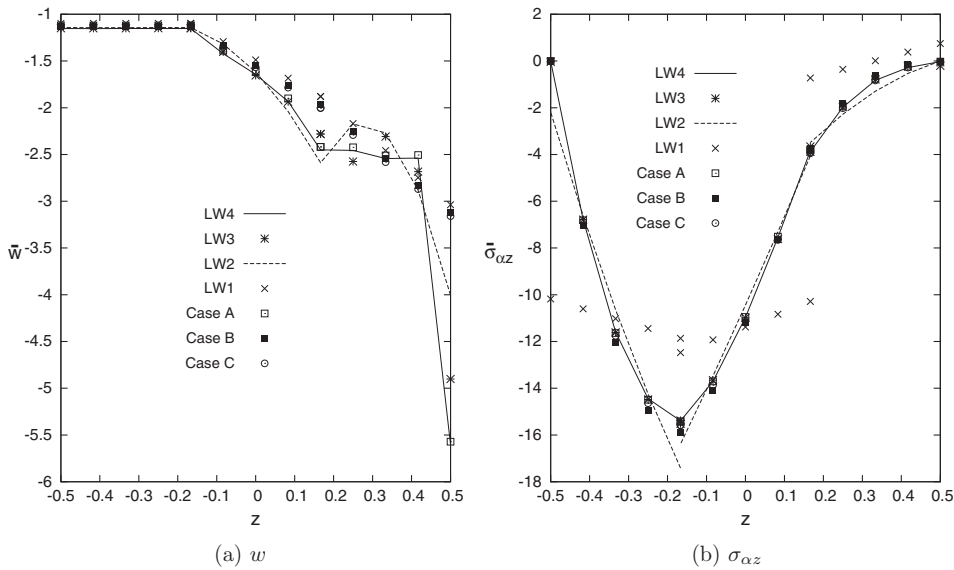 -1
-1.5
-2
-2.5
-3
-3.5
-4
-4.5
-5
-5.5
-6
w̄
-0.5 -0.4 -0.3 -0.2 -0.1 0 0.1 0.2 0.3 0.4 0.5
z
LW4
LW3
LW2
LW1
Case A
Case B
Case C
(a) w
2
0
-2
-4
-6
-8
-10
-12
-14
-16
-18
σ̄αz
-0.5 -0.4 -0.3 -0.2 -0.1 0 0.1 0.2 0.3 0.4 0.5
z
LW4
LW3
LW2
LW1
Case A
Case B
Case C
(b) σαz